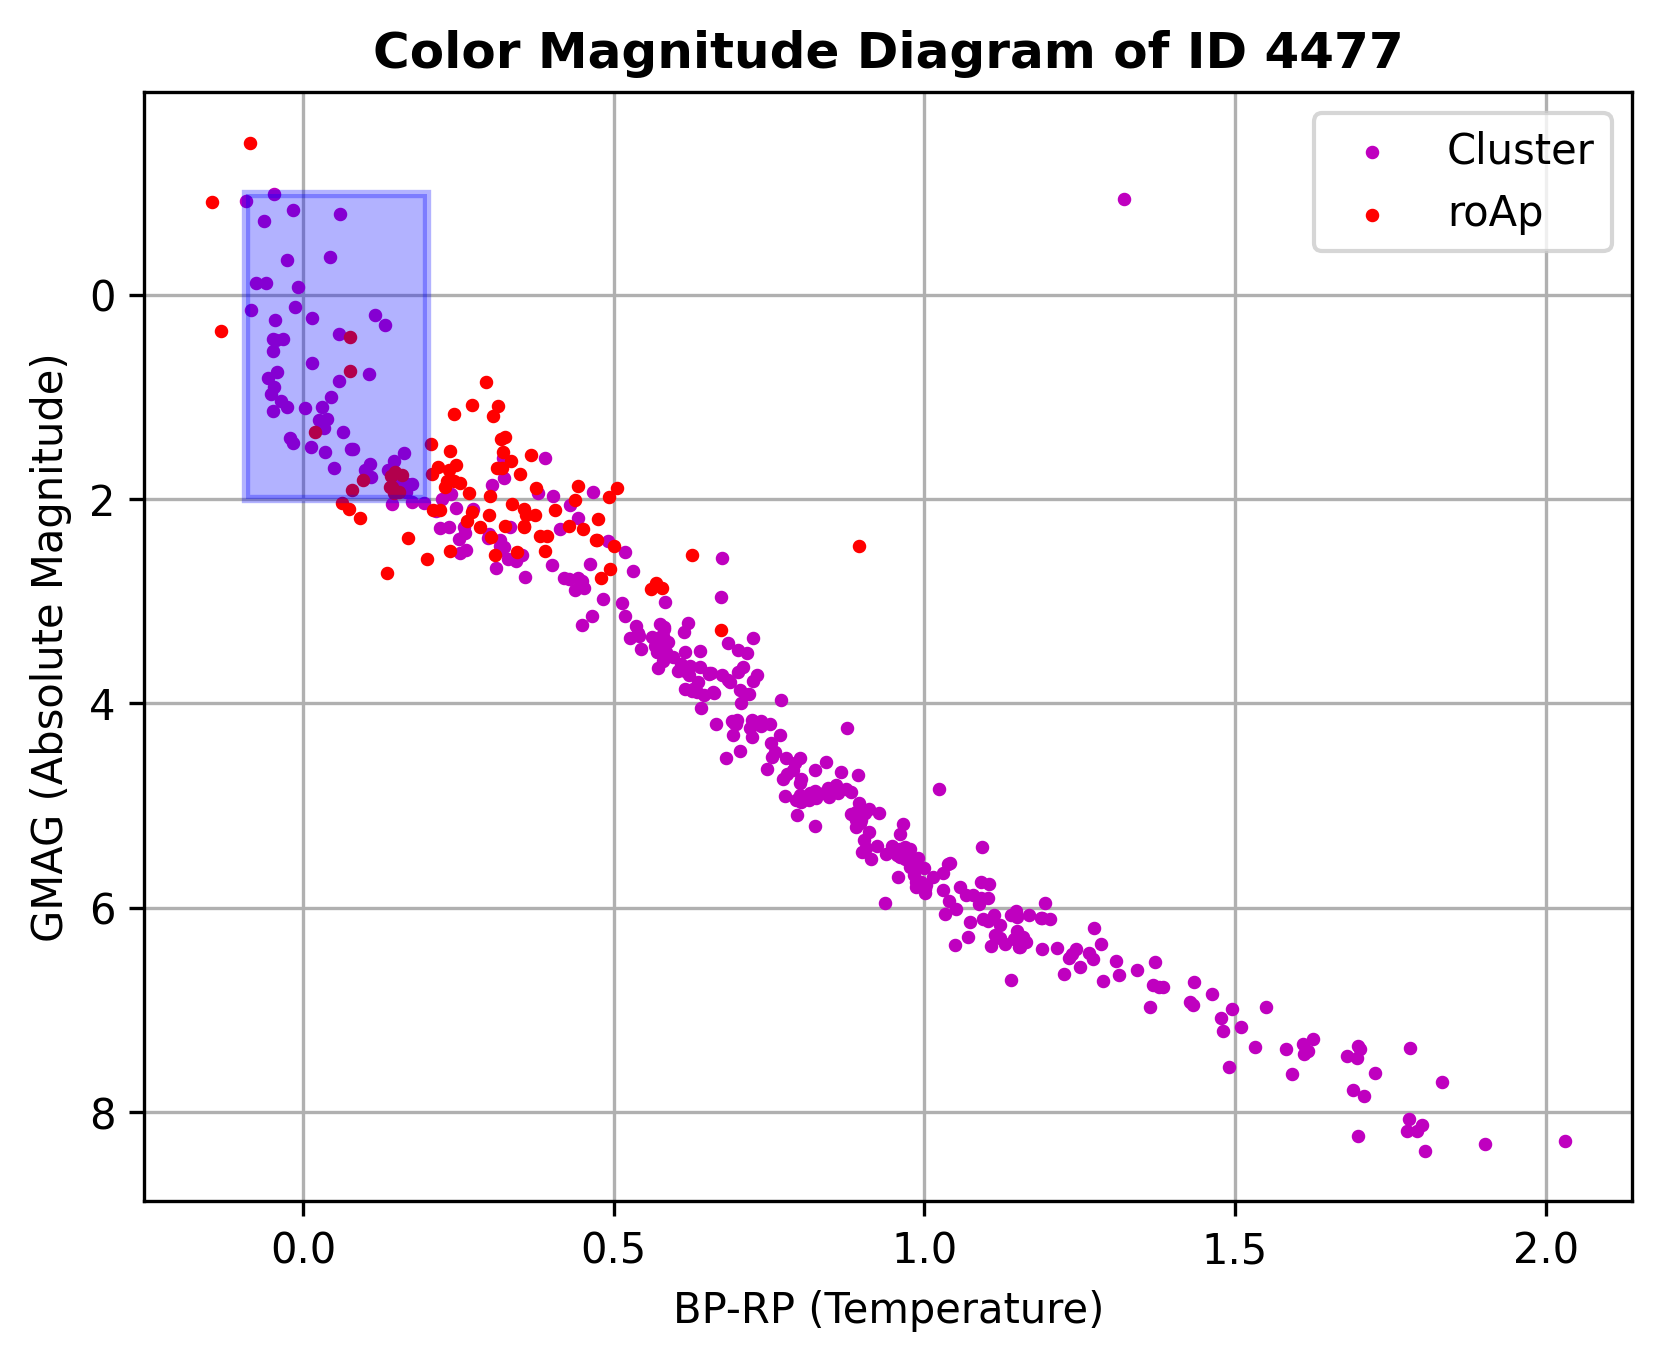 Color Magnitude Diagram of ID 4477
Cluster
roAp
GMAG (Absolute Magnitude)
0
2
4
6
8
0.0 0.5 1.0 1.5 2.0
BP-RP (Temperature)